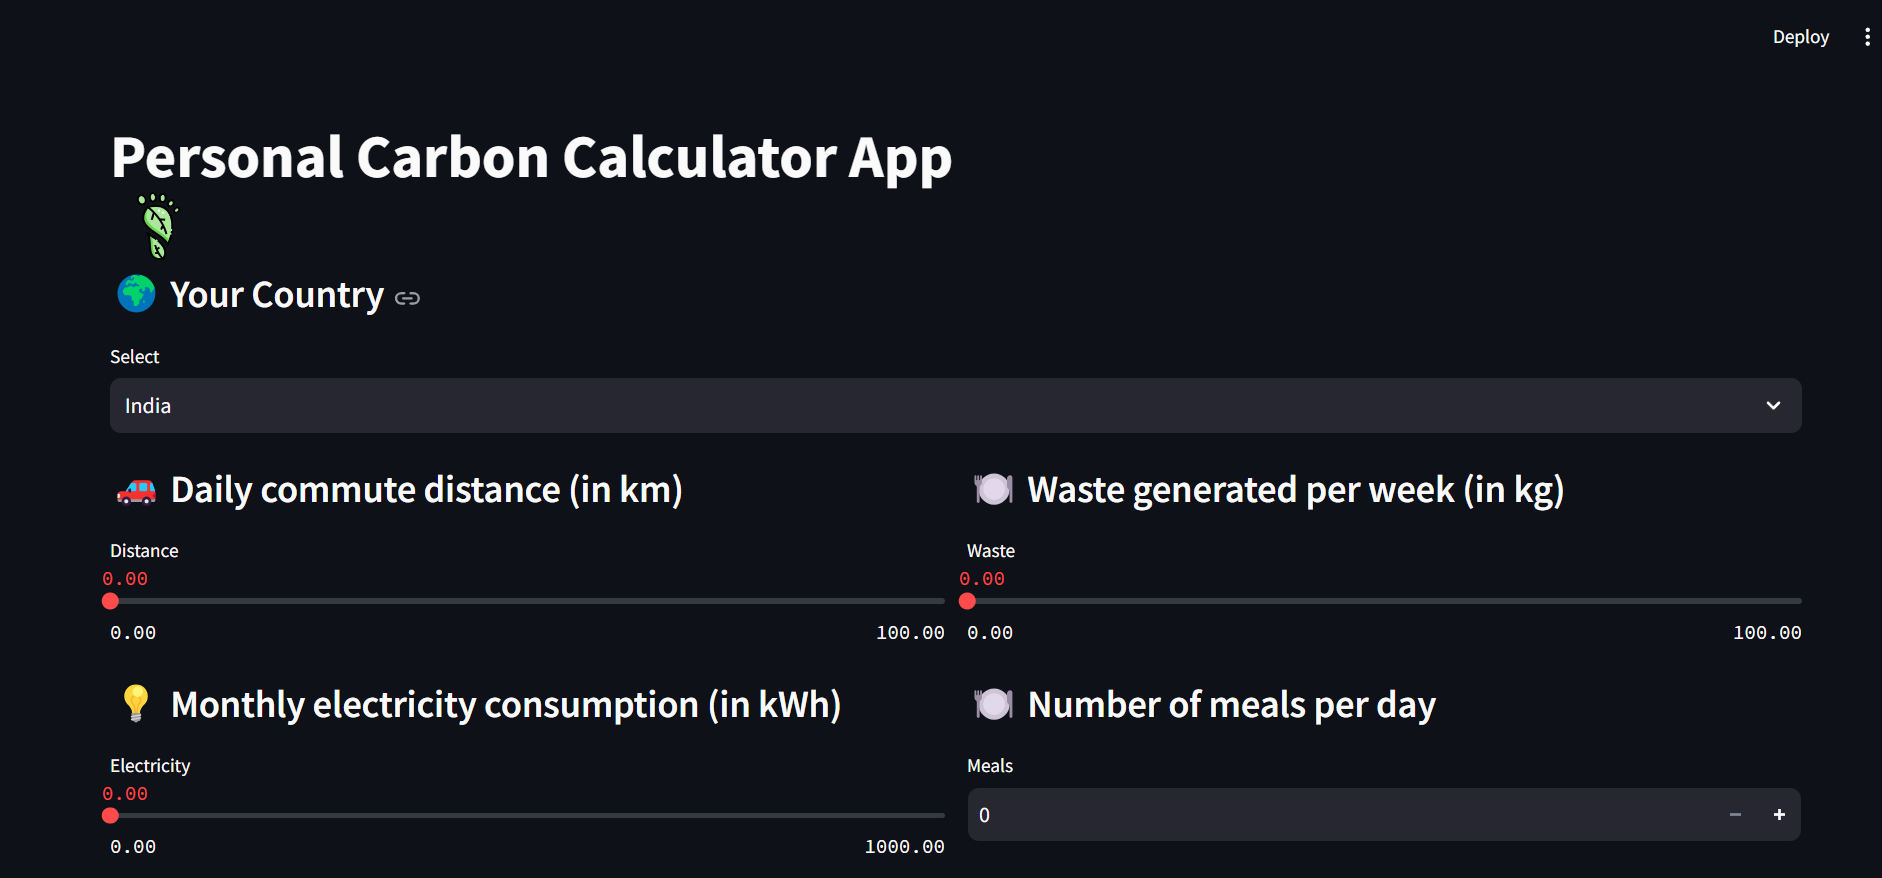 Deploy
Personal Carbon Calculator App
Your Country
Select
India
Daily commute distance (in km)
Distance
0.00
0.00 100.00
Waste generated per week (in kg)
Waste
0.00
0.00 100.00
Monthly electricity consumption (in kWh)
Electricity
0.00
0.00 1000.00
Number of meals per day
Meals
0